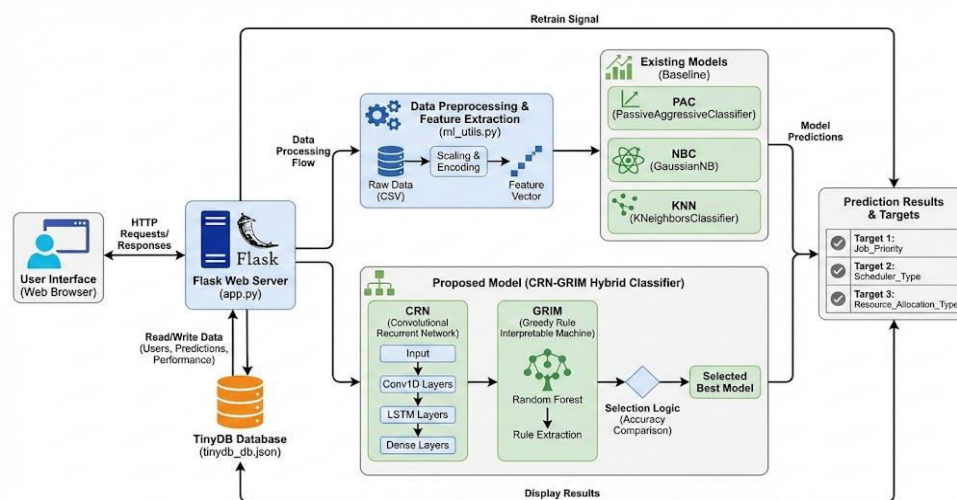 Retrain Signal
Data Preprocessing &
Feature Extraction
(ml_utils.py)
Raw Data
(CSV)
Scaling &
Encoding
Feature
Vector
Data
Processing
Flow
Existing Models
(Baseline)
PAC
(PassiveAggressiveClassifier)
NBC
(GaussianNB)
KNN
(KNeighborsClassifier)
Model
Predictions
HTTP
Requests/
Responses
User Interface
(Web Browser)
Flask
Flask Web Server
(app.py)
Read/Write Data
(Users, Predictions,
Performance)
TinyDB Database
(tinydb_db.json)
Proposed Model (CRN-GRIM Hybrid Classifier)
CRN
(Convolutional
Recurrent Network)
Input
Conv1D Layers
LSTM Layers
Dense Layers
GRIM
(Greedy Rule
Interpretable Machine)
Random Forest
Rule Extraction
Selection Logic
(Accuracy
Comparison)
Selected
Best Model
Prediction Results
& Targets
Target 1:
Job_Priority
Target 2:
Scheduler_Type
Target 3:
Resource_Allocation_Type
Display Results